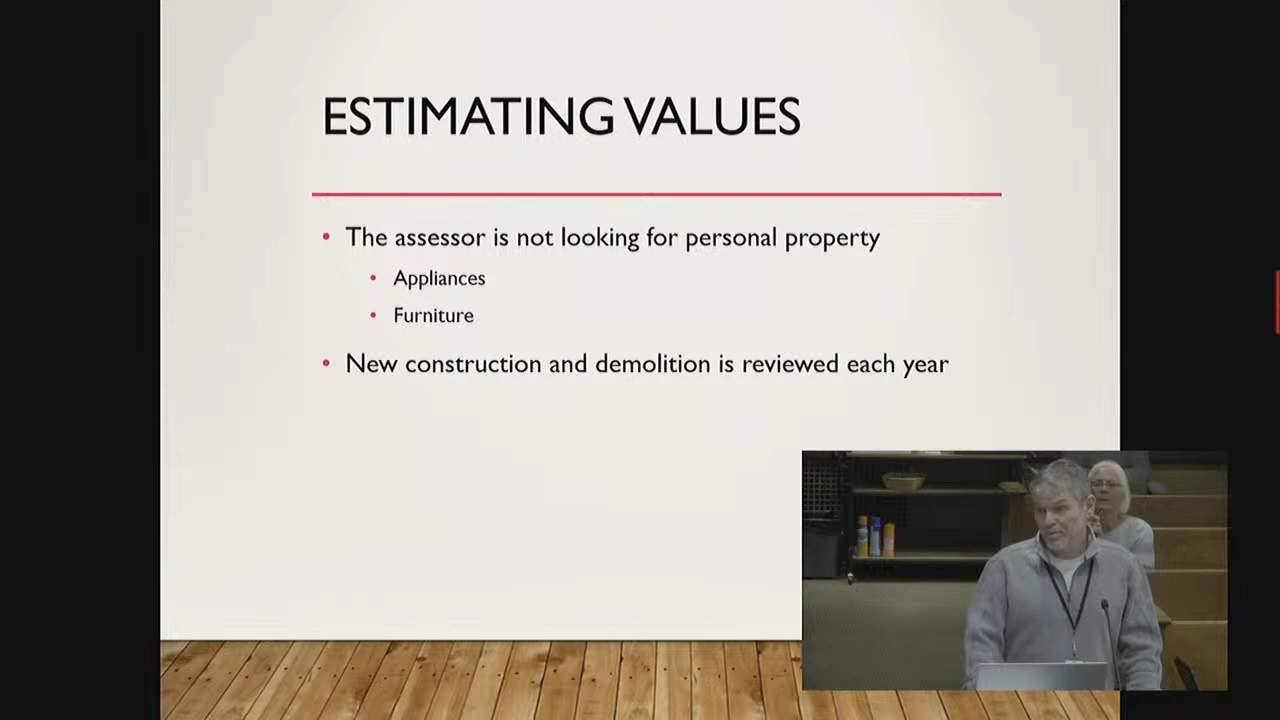 ESTIMATING VALUES
The assessor is not looking for personal property
Appliances
Furniture
New construction and demolition is reviewed each year